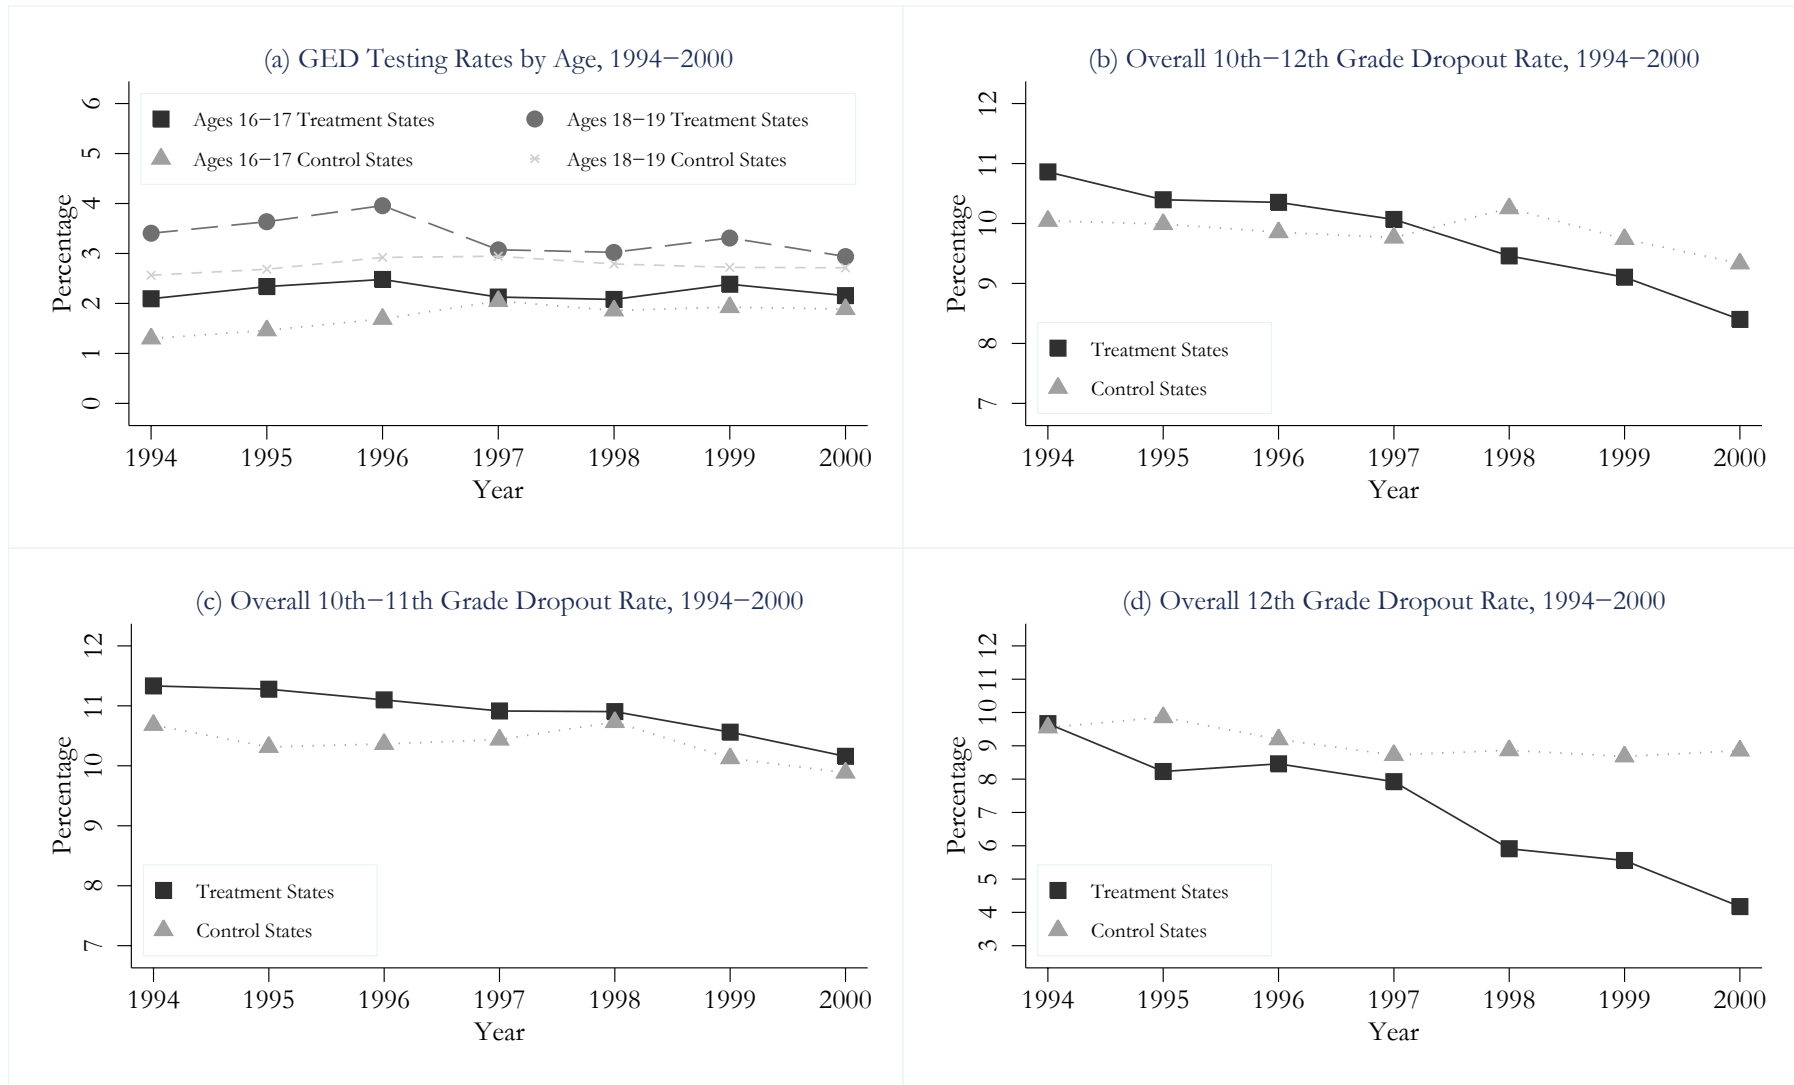 (a) GED Testing Rates by Age, 1994−2000
Percentage
6
5
4
3
2
1
0
Ages 16−17 Treatment States
Ages 18−19 Treatment States
Ages 16−17 Control States
Ages 18−19 Control States
1994 1995 1996 1997 1998 1999 2000
Year
(b) Overall 10th−12th Grade Dropout Rate, 1994−2000
Percentage
12
11
10
9
8
7
Treatment States
Control States
1994 1995 1996 1997 1998 1999 2000
Year
(c) Overall 10th−11th Grade Dropout Rate, 1994−2000
Percentage
12
11
10
9
8
7
Treatment States
Control States
1994 1995 1996 1997 1998 1999 2000
Year
(d) Overall 12th Grade Dropout Rate, 1994−2000
Percentage
12
11
10
9
8
7
6
5
4
3
Treatment States
Control States
1994 1995 1996 1997 1998 1999 2000
Year